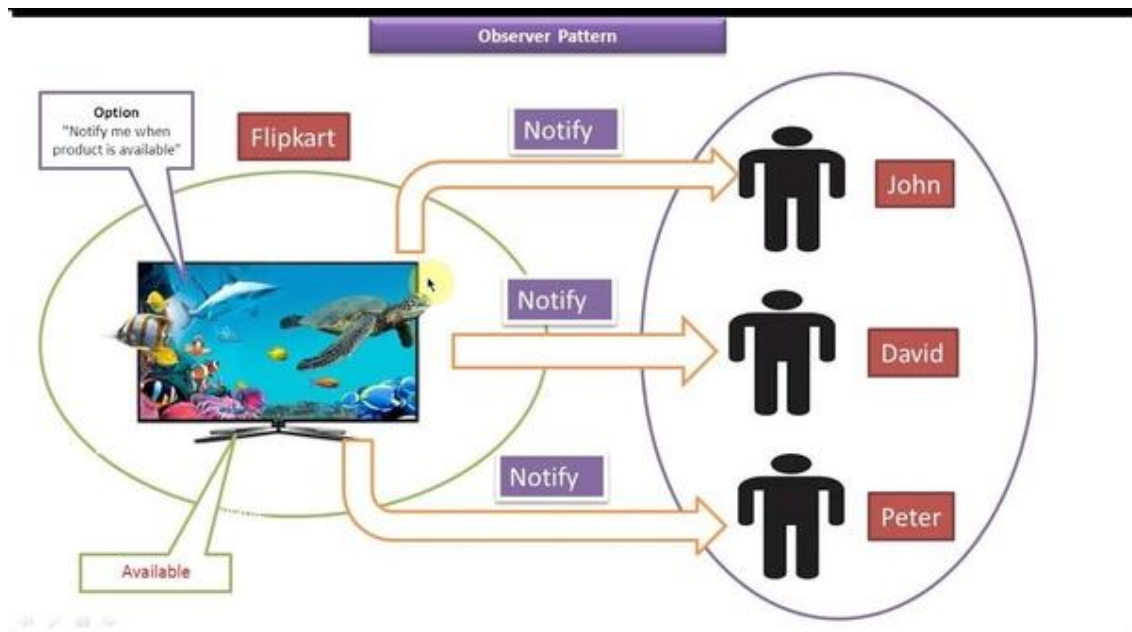 Observer Pattern
Option
"Notify me when
product is available"
Flipkart
Notify
John
Notify
David
Notify
Peter
Available